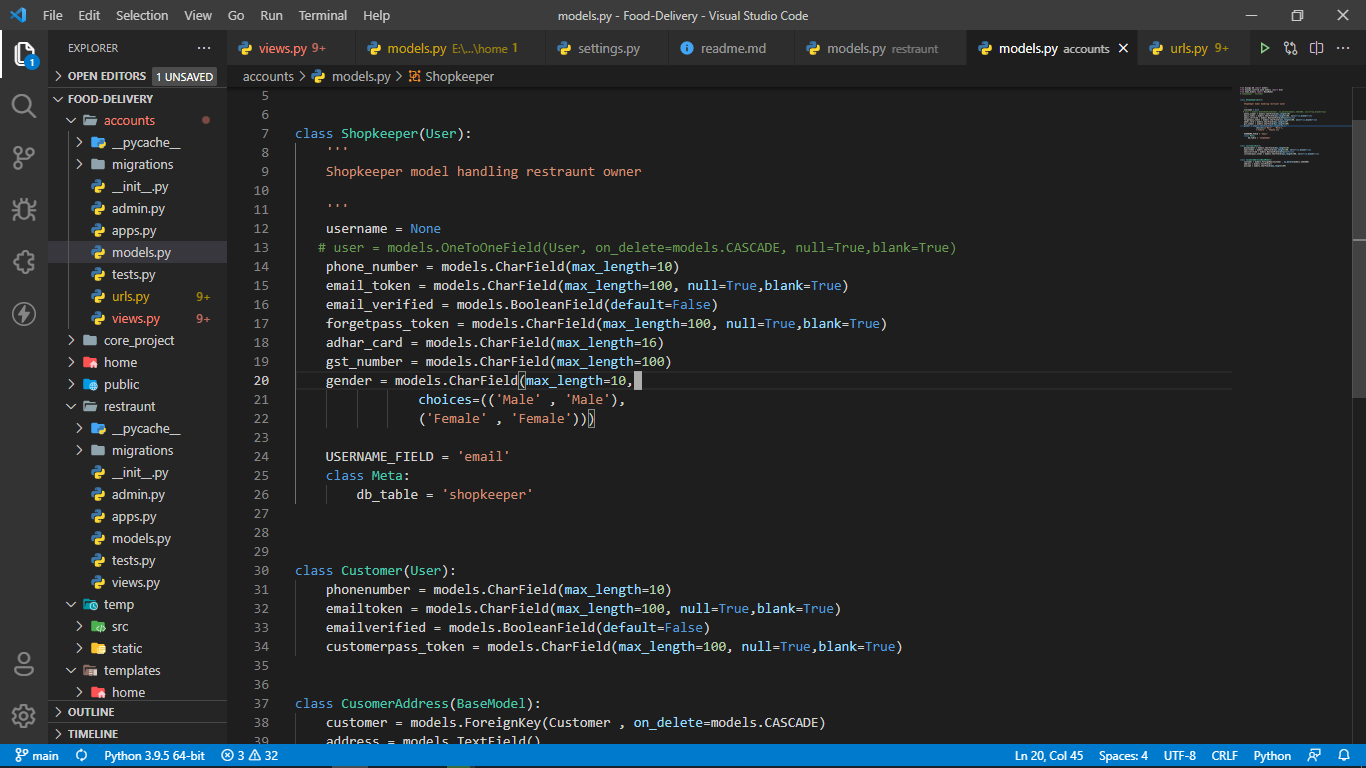 File Edit Selection View Go Run Terminal Help models.py - Food-Delivery - Visual Studio Code
EXPLORER ...
views.py 9+ models.py E:\...\home 1 settings.py readme.md models.py restraunt models.py accounts urls.py 9+
1
OPEN EDITORS 1 UNSAVED
accounts > models.py > Shopkeeper
FOOD-DELIVERY
accounts
__pycache__
migrations
__init__.py
admin.py
apps.py
models.py
tests.py
urls.py 9+
views.py 9+
core_project
home
public
restraunt
__pycache__
migrations
__init__.py
admin.py
apps.py
models.py
tests.py
views.py
temp
src
static
templates
home
OUTLINE
TIMELINE
5
6
7 class Shopkeeper(User):
8 '''
9 Shopkeeper model handling restraunt owner
10
11 '''
12 username = None
13 # user = models.OneToOneField(User, on_delete=models.CASCADE, null=True,blank=True)
14 phone_number = models.CharField(max_length=10)
15 email_token = models.CharField(max_length=100, null=True,blank=True)
16 email_verified = models.BooleanField(default=False)
17 forgetpass_token = models.CharField(max_length=100, null=True,blank=True)
18 adhar_card = models.CharField(max_length=16)
19 gst_number = models.CharField(max_length=100)
20 gender = models.CharField(max_length=10,
21 choices=(('Male' , 'Male'),
22 ('Female' , 'Female')))
23
24 USERNAME_FIELD = 'email'
25 class Meta:
26 db_table = 'shopkeeper'
27
28
29
30 class Customer(User):
31 phonenumber = models.CharField(max_length=10)
32 emailtoken = models.CharField(max_length=100, null=True,blank=True)
33 emailverified = models.BooleanField(default=False)
34 customerpass_token = models.CharField(max_length=100, null=True,blank=True)
35
36
37 class CusomerAddress(BaseModel):
38 customer = models.ForeignKey(Customer , on_delete=models.CASCADE)
39 address = models.TextField()
main Python 3.9.5 64-bit 3 32 Ln 20, Col 45 Spaces: 4 UTF-8 CRLF Python